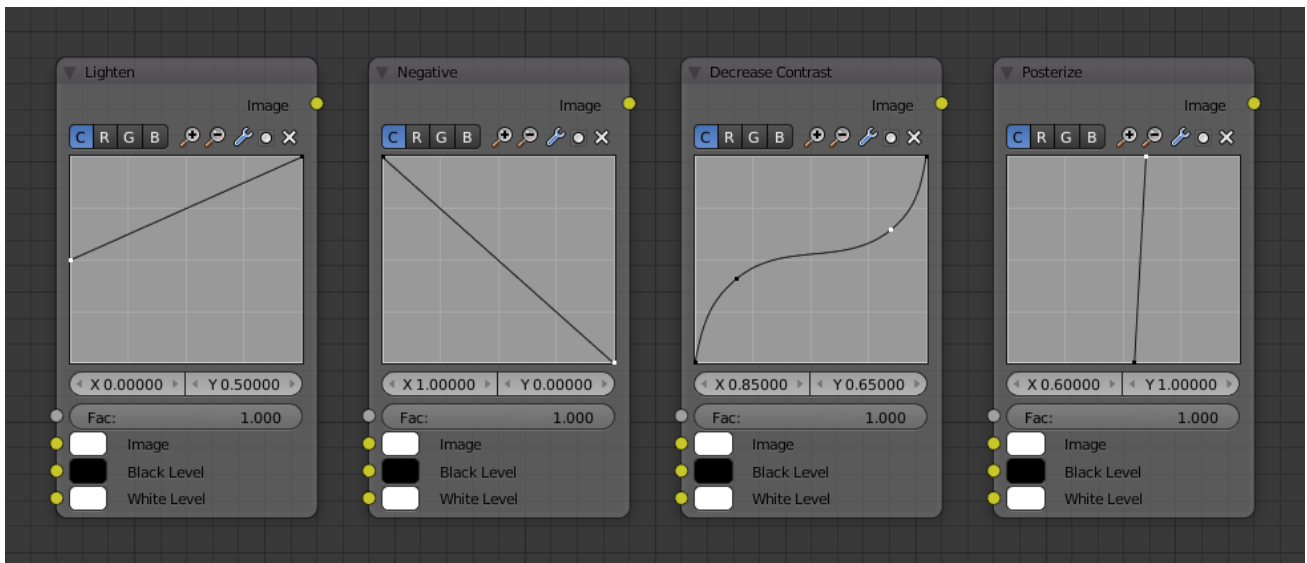 Lighten
Image
C R G B
X 0.00000 Y 0.50000
Fac: 1.000
Image
Black Level
White Level
Negative
Image
C R G B
X 1.00000 Y 0.00000
Fac: 1.000
Image
Black Level
White Level
Decrease Contrast
Image
C R G B
X 0.85000 Y 0.65000
Fac: 1.000
Image
Black Level
White Level
Posterize
Image
C R G B
X 0.60000 Y 1.00000
Fac: 1.000
Image
Black Level
White Level